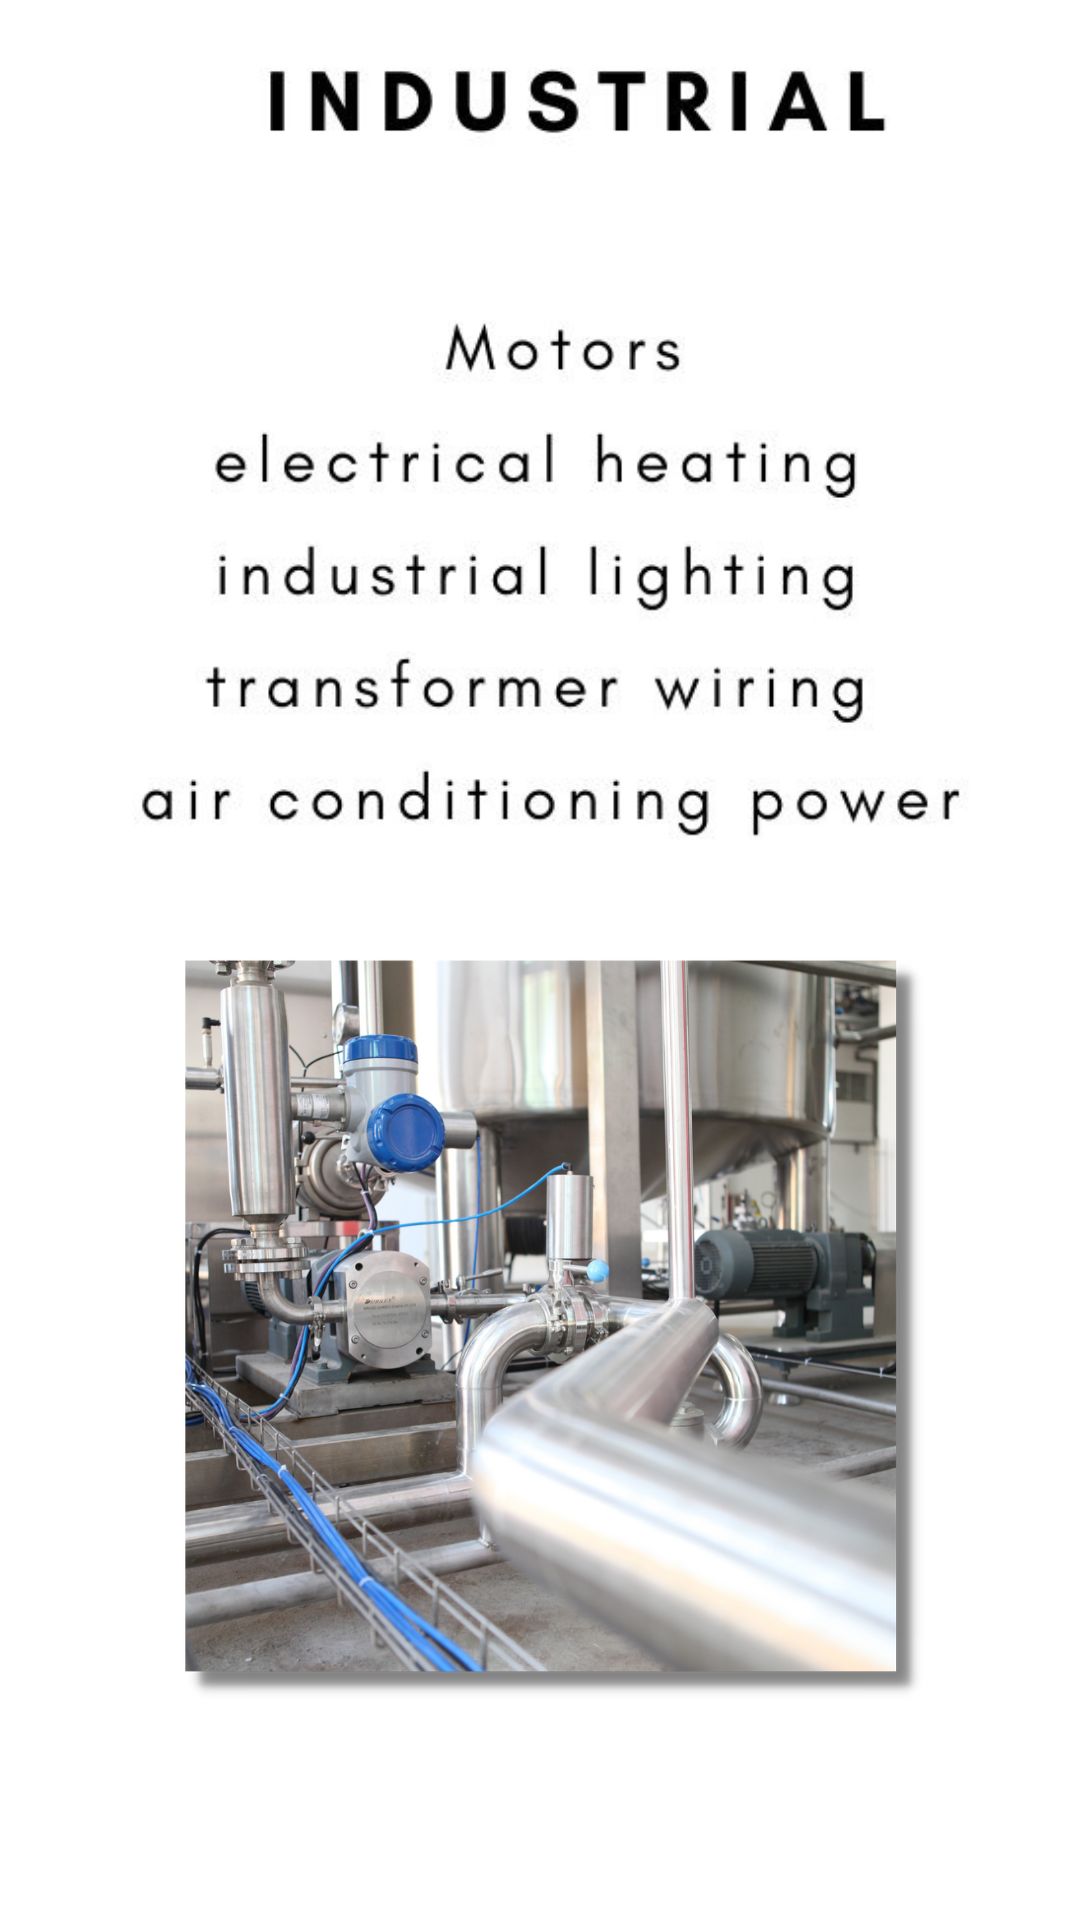 INDUSTRIAL
Motors
electrical heating
industrial lighting
transformer wiring
air conditioning power